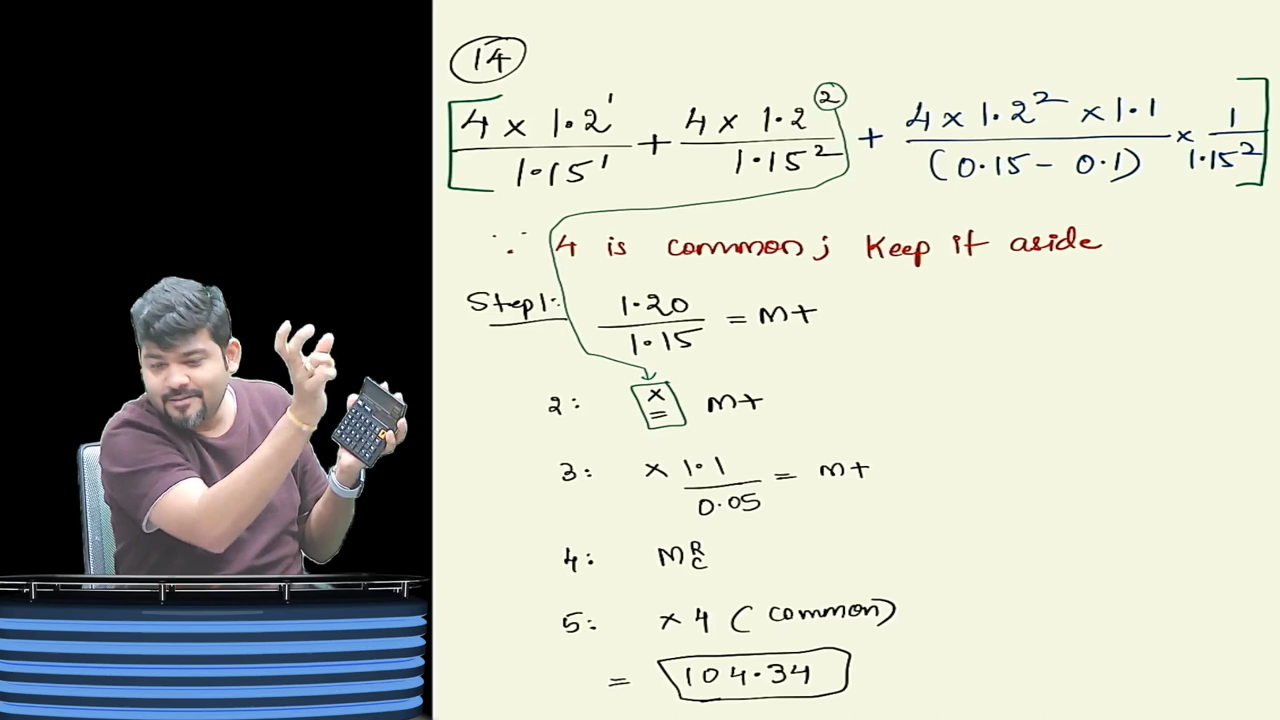 14
[ 4 × 1.2¹ / 1.15¹ + 4 × 1.2² / 1.15² + 4 × 1.2² × 1.1 / (0.15 - 0.1) × 1 / 1.15² ]
∵ 4 is common; Keep it aside
Step1: 1.20 / 1.15 = m+
2: × = m+
3: × 1.1 / 0.05 = m+
4: MRC
5: × 4 (common)
= 104.34